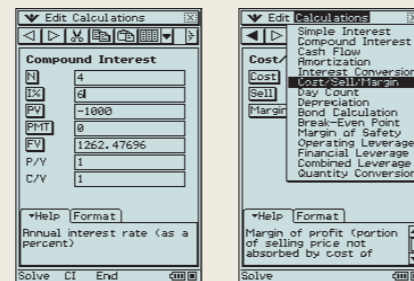 Edit Calculations
Compound Interest
N 4
I% 6
PV -1000
PMT 0
FV 1262.47696
P/Y 1
C/Y 1
Help Format
Annual interest rate (as a
percent)
Solve CI End
Edit Calculations
Simple Interest
Compound Interest
Cash Flow
Amortization
Interest Conversion
Cost/Sell/Margin
Day Count
Depreciation
Bond Calculation
Break-Even Point
Margin of Safety
Operating Leverage
Financial Leverage
Combined Leverage
Quantity Conversion
Cost/
Cost
Sell
Margin
Help Format
Margin of profit (portion
of selling price not
absorbed by cost of
Solve